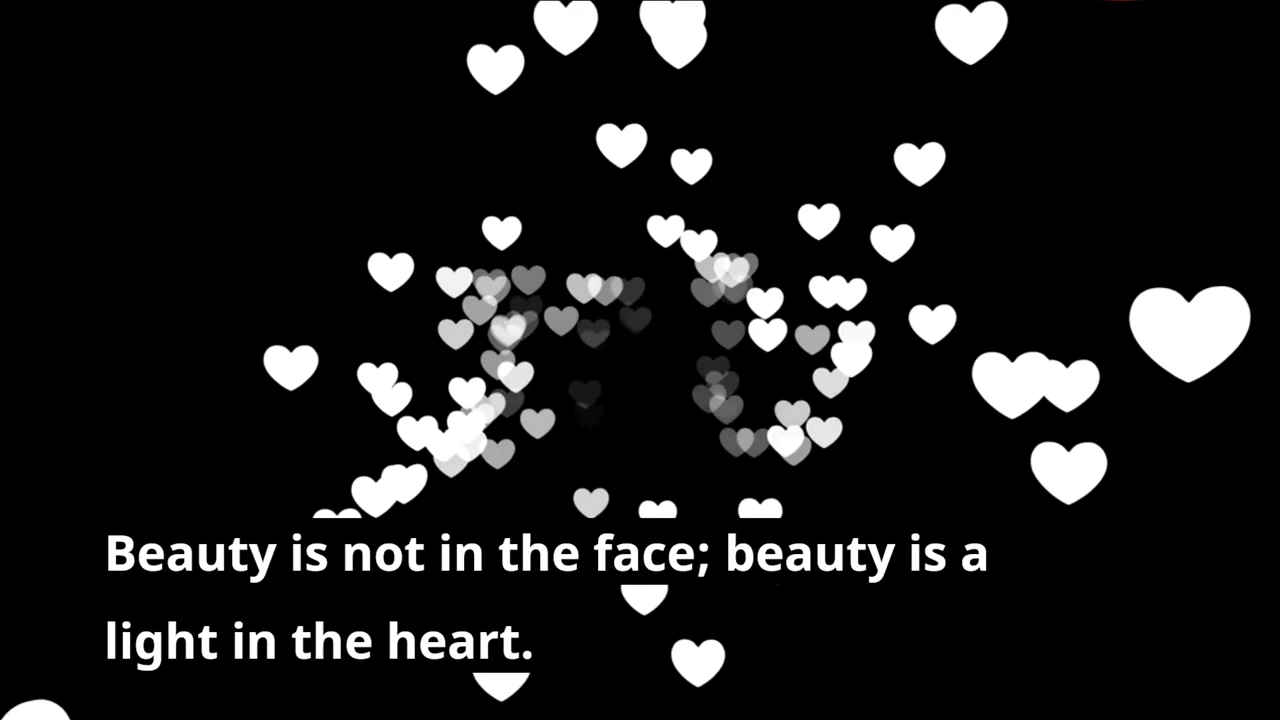 Beauty is not in the face; beauty is a
light in the heart.